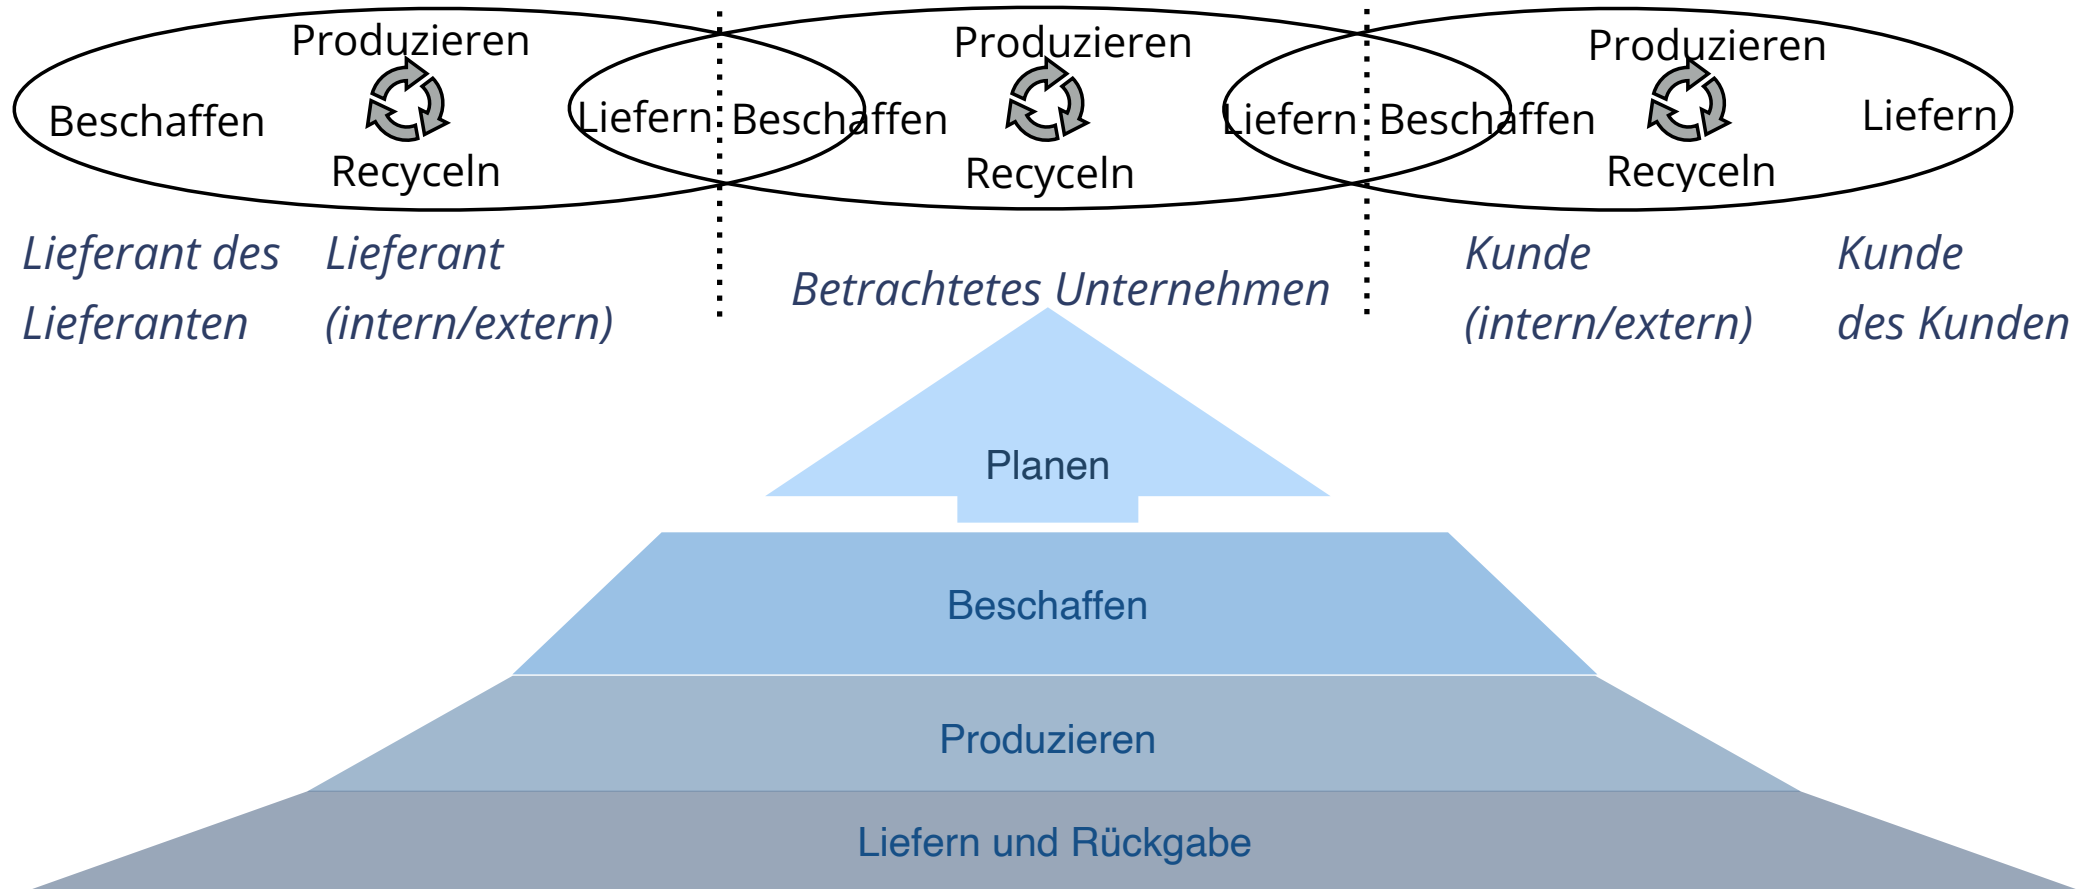 Produzieren Produzieren Produzieren
Beschaffen Liefern Beschaffen Liefern Beschaffen Liefern
Recyceln Recyceln Recyceln
Lieferant des Lieferant Kunde Kunde
Betrachtetes Unternehmen
Lieferanten (intern/extern) (intern/extern) des Kunden
Planen
Beschaffen
Produzieren
Liefern und Rückgabe